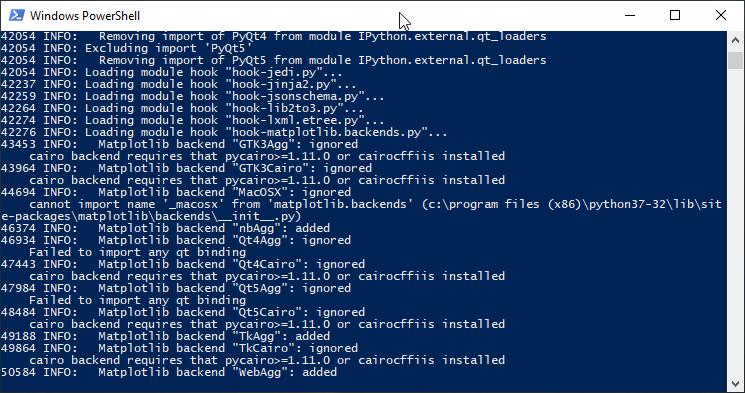 Windows PowerShell
42054 INFO:   Removing import of PyQt4 from module IPython.external.qt_loaders
42054 INFO: Excluding import 'PyQt5'
42054 INFO:   Removing import of PyQt5 from module IPython.external.qt_loaders
42054 INFO: Loading module hook "hook-jedi.py"...
42237 INFO: Loading module hook "hook-jinja2.py"...
42259 INFO: Loading module hook "hook-jsonschema.py"...
42264 INFO: Loading module hook "hook-lib2to3.py"...
42274 INFO: Loading module hook "hook-lxml.etree.py"...
42276 INFO: Loading module hook "hook-matplotlib.backends.py"...
43453 INFO:   Matplotlib backend "GTK3Agg": ignored
    cairo backend requires that pycairo>=1.11.0 or cairocffiis installed
43964 INFO:   Matplotlib backend "GTK3Cairo": ignored
    cairo backend requires that pycairo>=1.11.0 or cairocffiis installed
44694 INFO:   Matplotlib backend "MacOSX": ignored
    cannot import name '_macosx' from 'matplotlib.backends' (c:\program files (x86)\python37-32\lib\sit
e-packages\matplotlib\backends\__init__.py)
46374 INFO:   Matplotlib backend "nbAgg": added
46934 INFO:   Matplotlib backend "Qt4Agg": ignored
    Failed to import any qt binding
47443 INFO:   Matplotlib backend "Qt4Cairo": ignored
    cairo backend requires that pycairo>=1.11.0 or cairocffiis installed
47984 INFO:   Matplotlib backend "Qt5Agg": ignored
    Failed to import any qt binding
48484 INFO:   Matplotlib backend "Qt5Cairo": ignored
    cairo backend requires that pycairo>=1.11.0 or cairocffiis installed
49188 INFO:   Matplotlib backend "TkAgg": added
49864 INFO:   Matplotlib backend "TkCairo": ignored
    cairo backend requires that pycairo>=1.11.0 or cairocffiis installed
50584 INFO:   Matplotlib backend "WebAgg": added